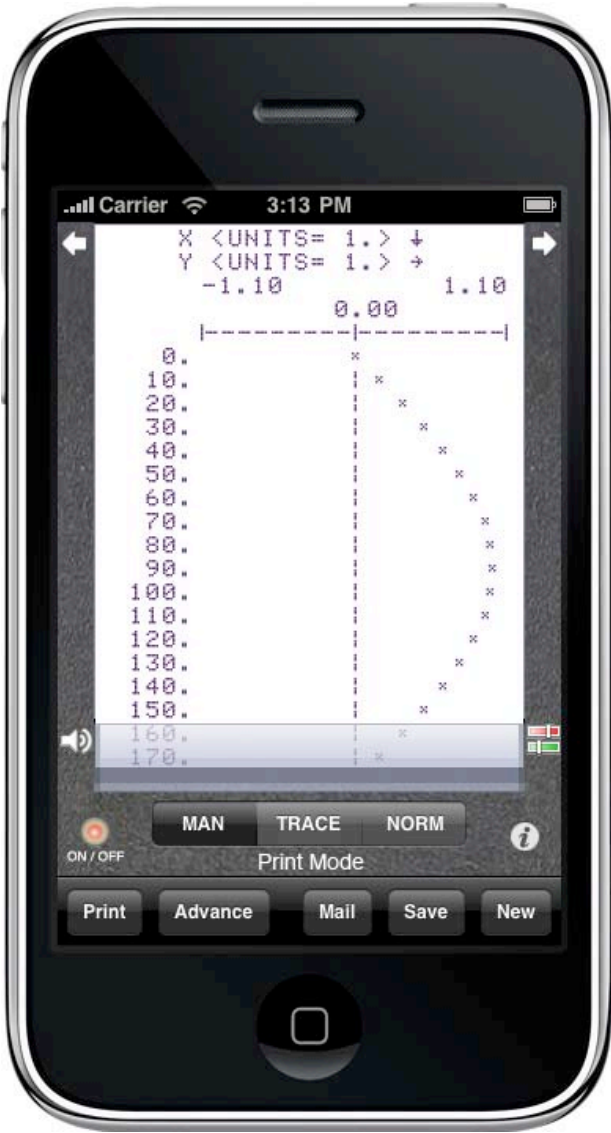 Carrier 3:13 PM
X <UNITS= 1.> ↓
Y <UNITS= 1.> →
-1.10 1.10
0.00
|----------|----------|
0. ×
10. ¦ ×
20. ¦ ×
30. ¦ ×
40. ¦ ×
50. ¦ ×
60. ¦ ×
70. ¦ ×
80. ¦ ×
90. ¦ ×
100. ¦ ×
110. ¦ ×
120. ¦ ×
130. ¦ ×
140. ¦ ×
150. ¦ ×
160. ¦ ×
170. ¦ ×
MAN TRACE NORM
ON / OFF
Print Mode
i
Print Advance Mail Save New